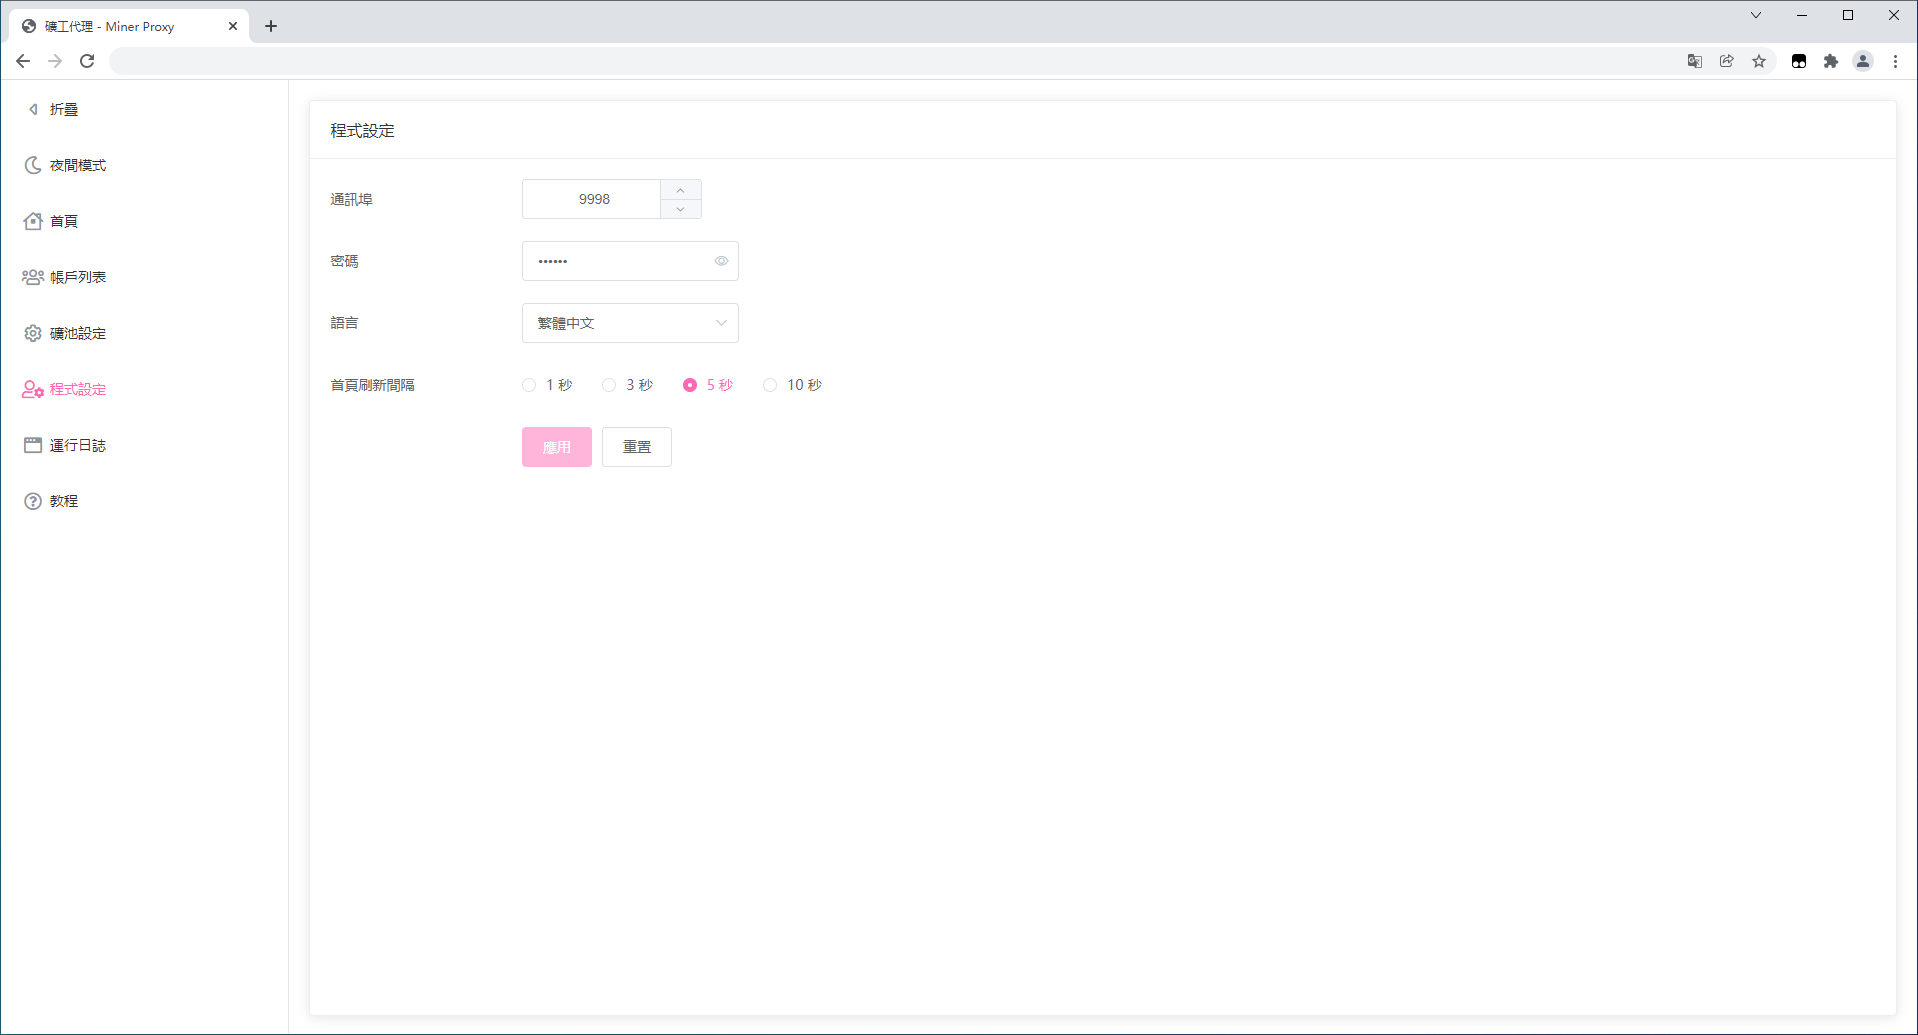 礦工代理 - Miner Proxy
折疊
夜間模式
首頁
帳戶列表
礦池設定
程式設定
運行日誌
教程
程式設定
通訊埠
9998
密碼
••••••
語言
繁體中文
首頁刷新間隔
1 秒
3 秒
5 秒
10 秒
應用
重置